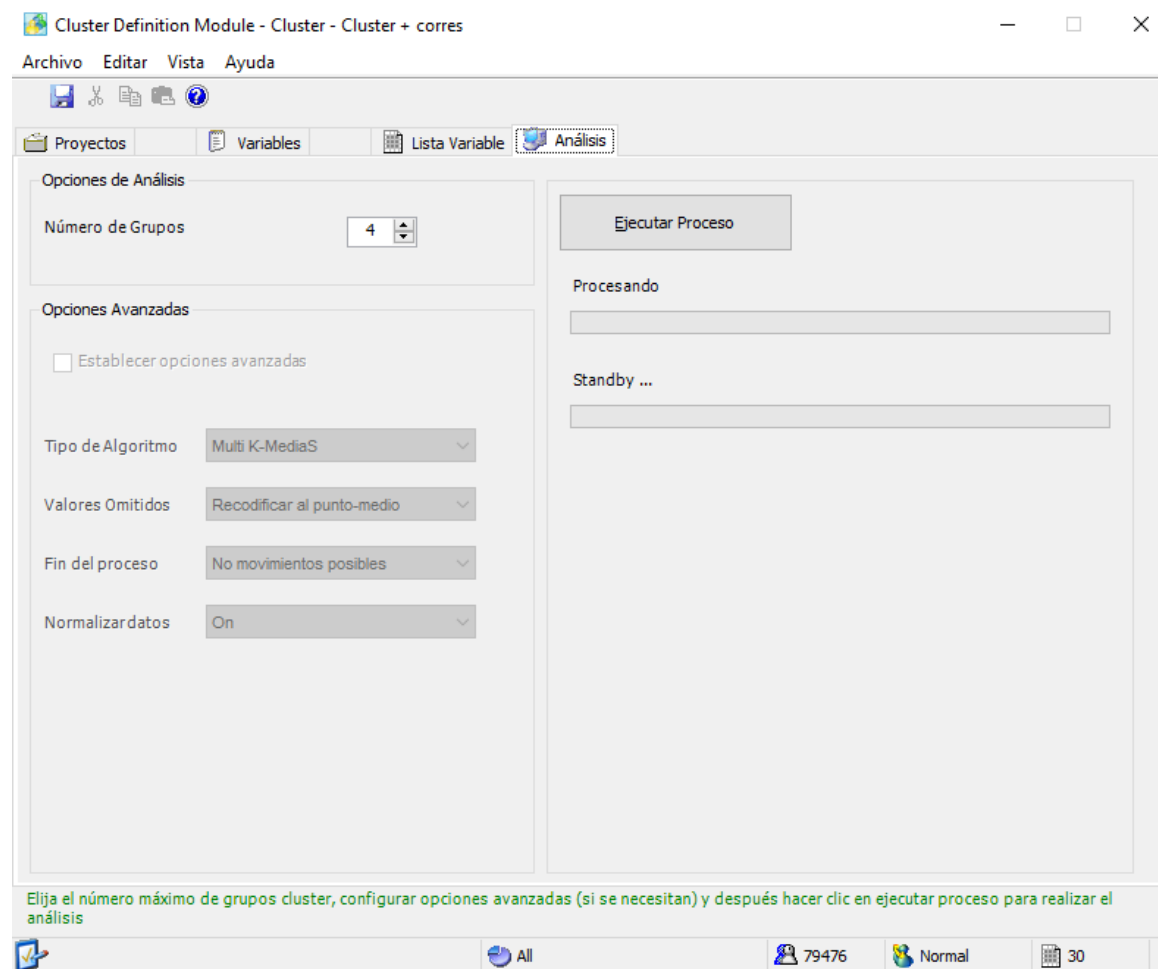 Cluster Definition Module - Cluster - Cluster + corres
Archivo Editar Vista Ayuda
Proyectos Variables Lista Variable Análisis
Opciones de Análisis
Número de Grupos 4
Opciones Avanzadas
Establecer opciones avanzadas
Tipo de Algoritmo Multi K-MediaS
Valores Omitidos Recodificar al punto-medio
Fin del proceso No movimientos posibles
Normalizar datos On
Ejecutar Proceso
Procesando
Standby ...
Elija el número máximo de grupos cluster, configurar opciones avanzadas (si se necesitan) y después hacer clic en ejecutar proceso para realizar el
análisis
All 79476 Normal 30